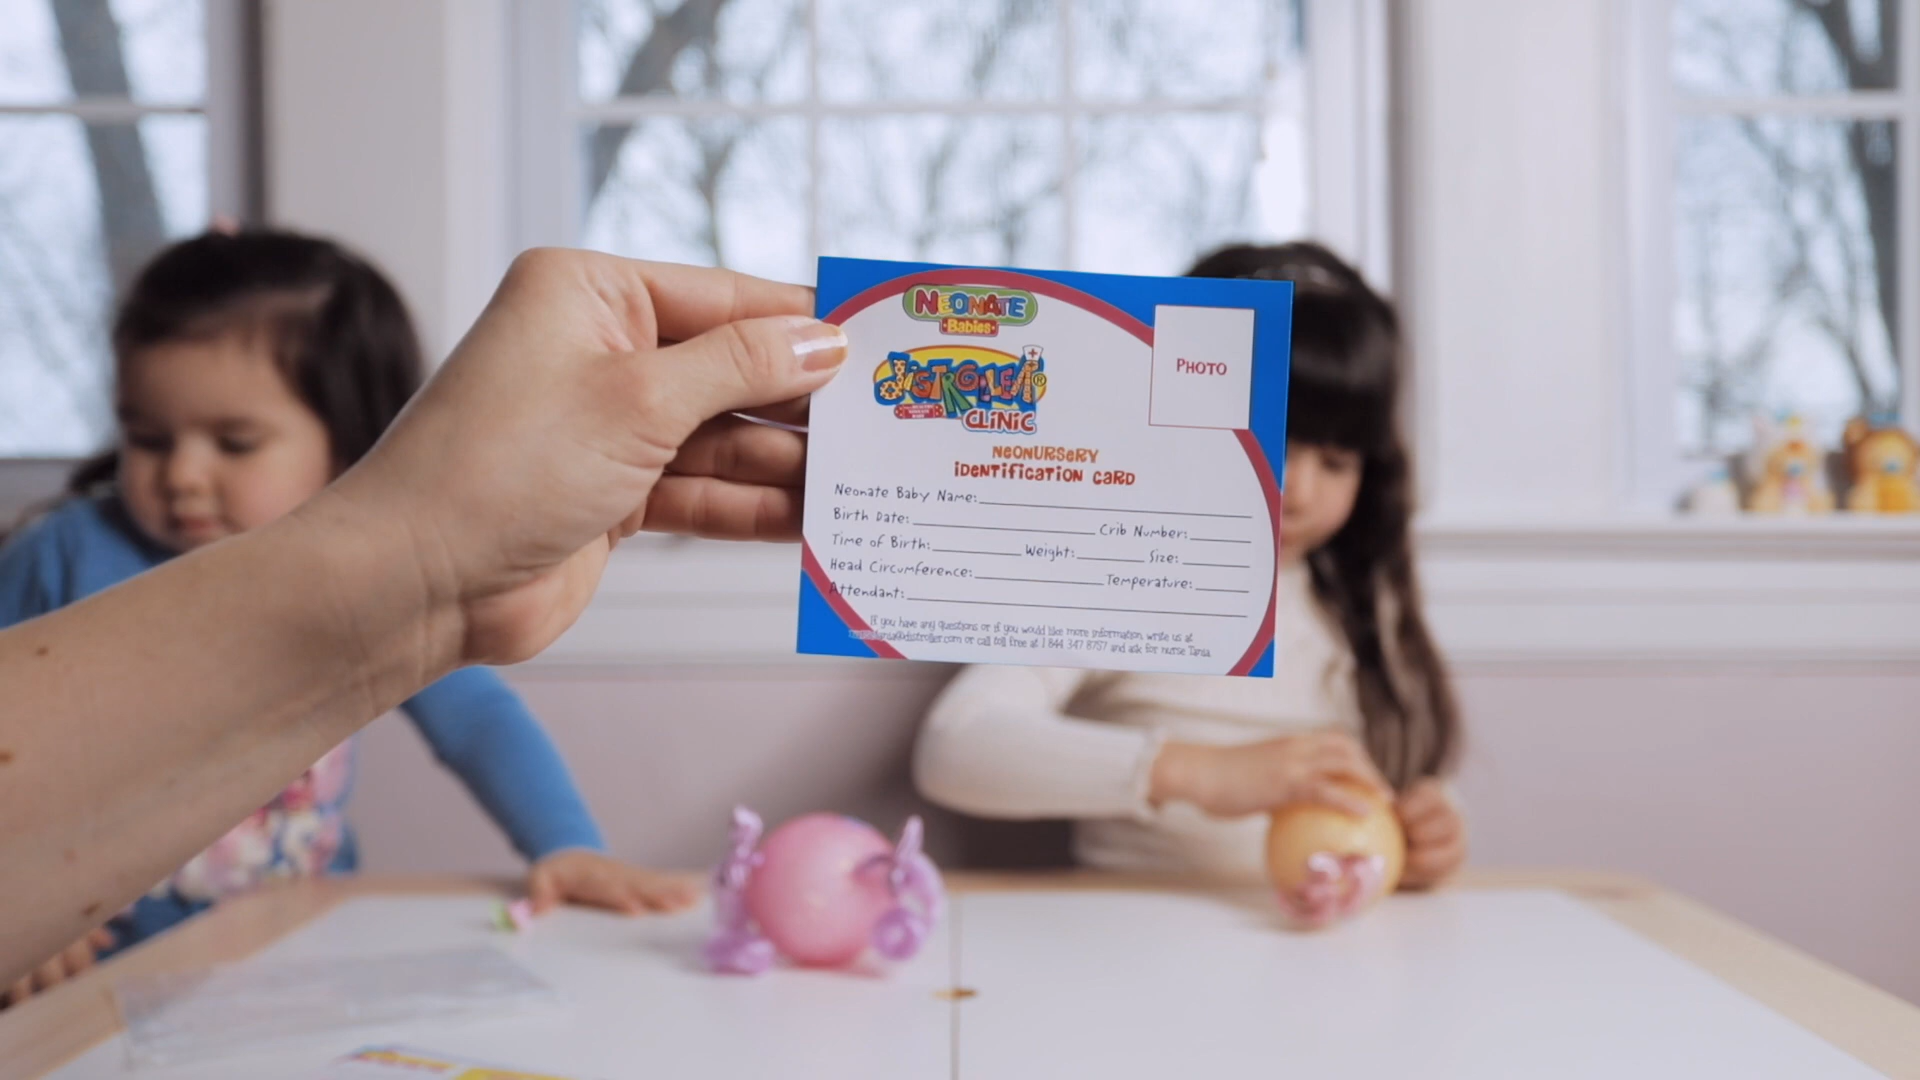 NEONATE
Babies
DISTROLLER®
CLINIC
PHOTO
NEONURSERY
IDENTIFICATION CARD
Neonate Baby Name:
Birth Date: Crib Number:
Time of Birth: Weight: Size:
Head Circumference: Temperature:
Attendant:
If you have any questions or if you would like more information, write us at
or call toll free at 1 844 347 8757 and ask for nurse Tania.